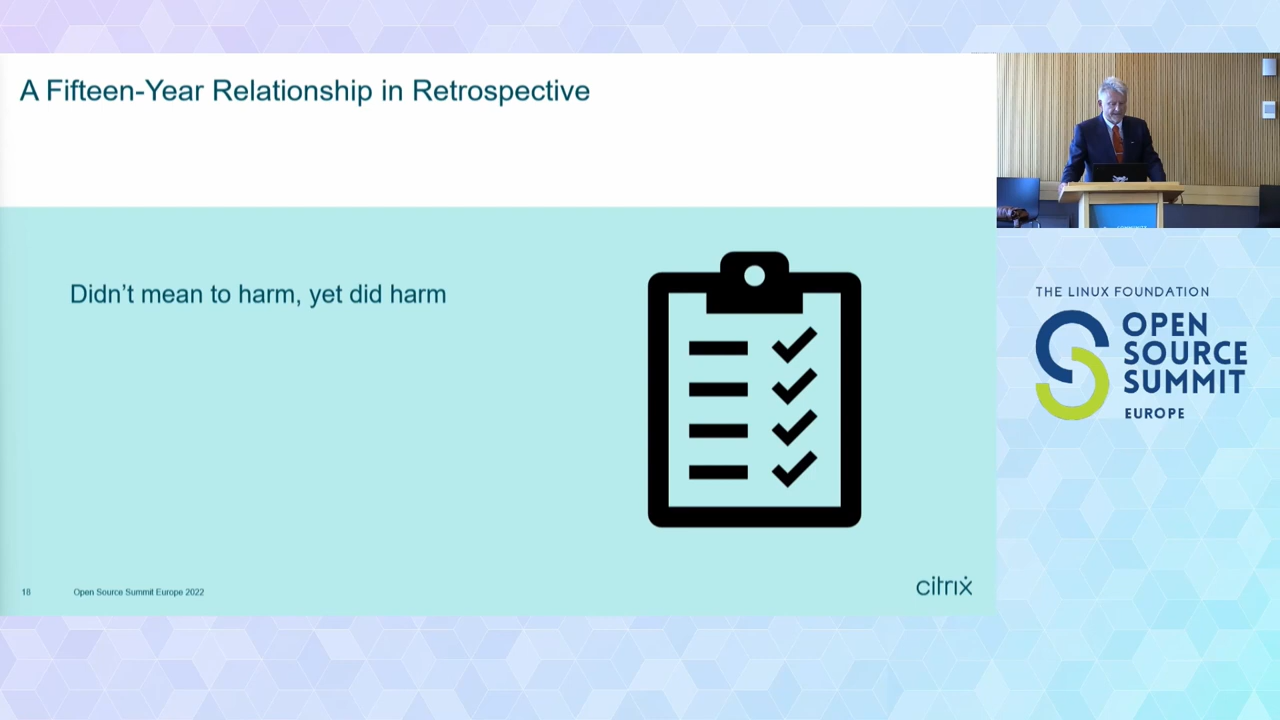 A Fifteen-Year Relationship in Retrospective
Didn’t mean to harm, yet did harm
18
Open Source Summit Europe 2022
citrix
THE LINUX FOUNDATION
OPEN
SOURCE
SUMMIT
EUROPE